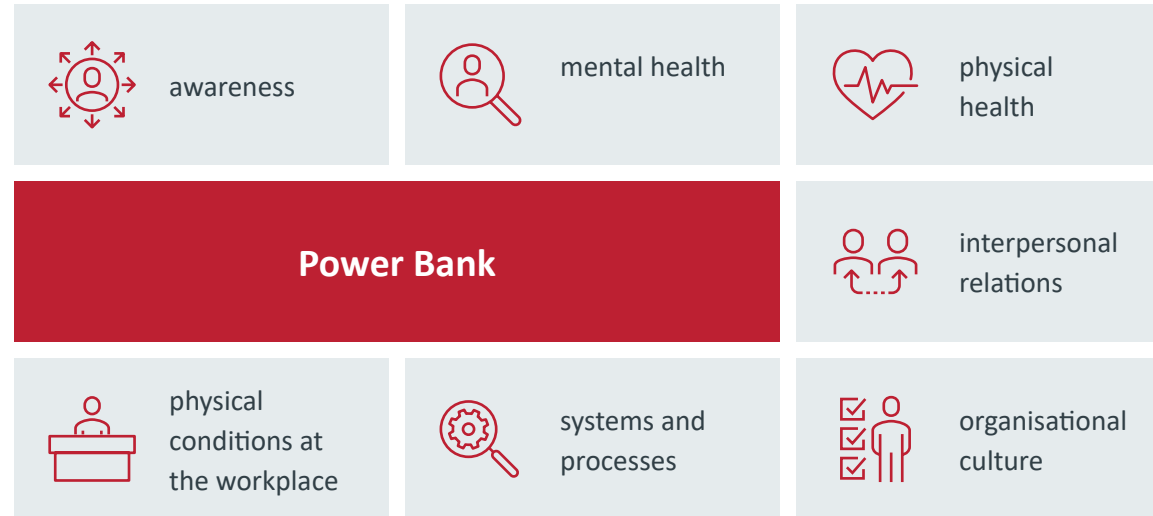 awareness
mental health
physical
health
Power Bank
interpersonal
relations
physical
conditions at
the workplace
systems and
processes
organisational
culture